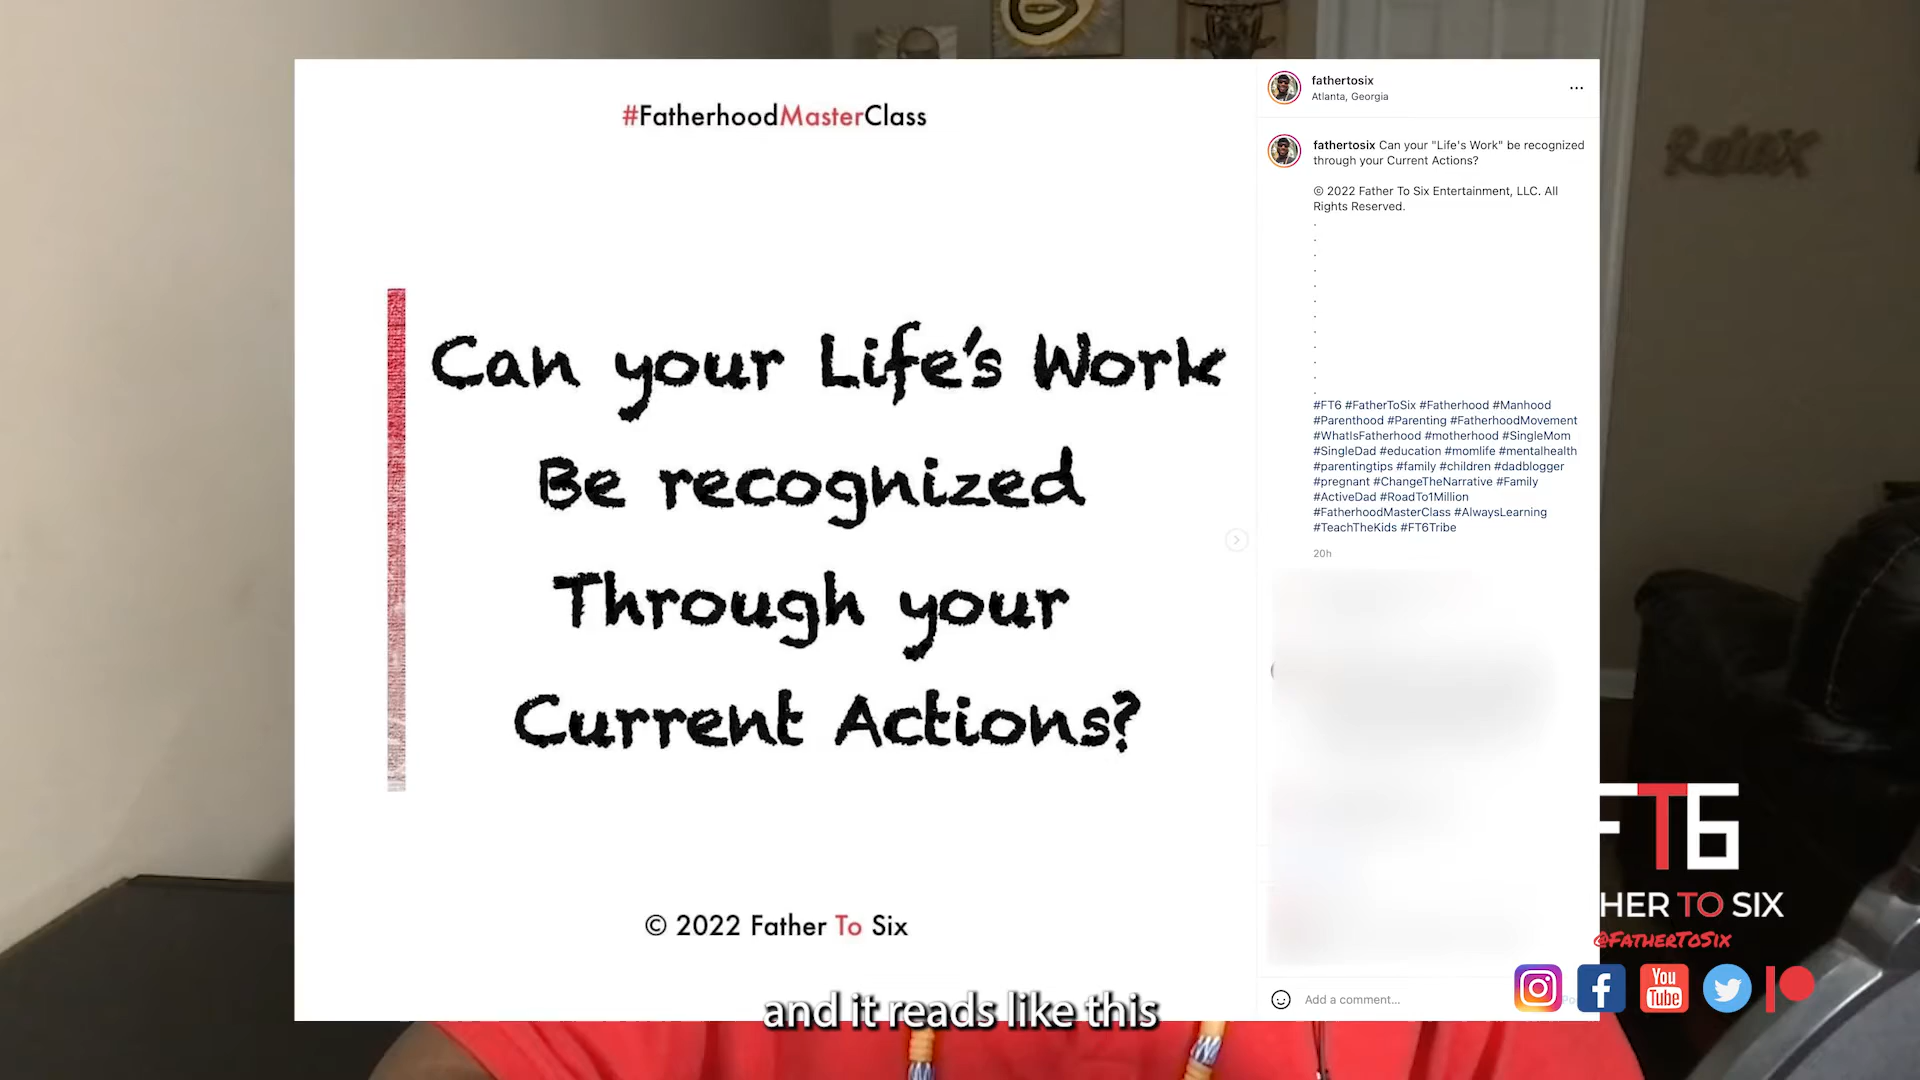 #FatherhoodMasterClass
Can your Life's Work
Be recognized
Through your
Current Actions?
© 2022 Father To Six
fathertosix
Atlanta, Georgia
...
fathertosix Can your "Life's Work" be recognized
through your Current Actions?
© 2022 Father To Six Entertainment, LLC. All
Rights Reserved.
.
.
.
.
.
.
.
.
.
.
.
.
#FT6 #FatherToSix #Fatherhood #Manhood
#Parenthood #Parenting #FatherhoodMovement
#WhatIsFatherhood #motherhood #SingleMom
#SingleDad #education #momlife #mentalhealth
#parentingtips #family #children #dadblogger
#pregnant #ChangeTheNarrative #Family
#ActiveDad #RoadTo1Million
#FatherhoodMasterClass #AlwaysLearning
#TeachTheKids #FT6Tribe
20h
Add a comment...
Relax
FT6
HER TO SIX
@FatherToSix
You
Tube
and it reads like this